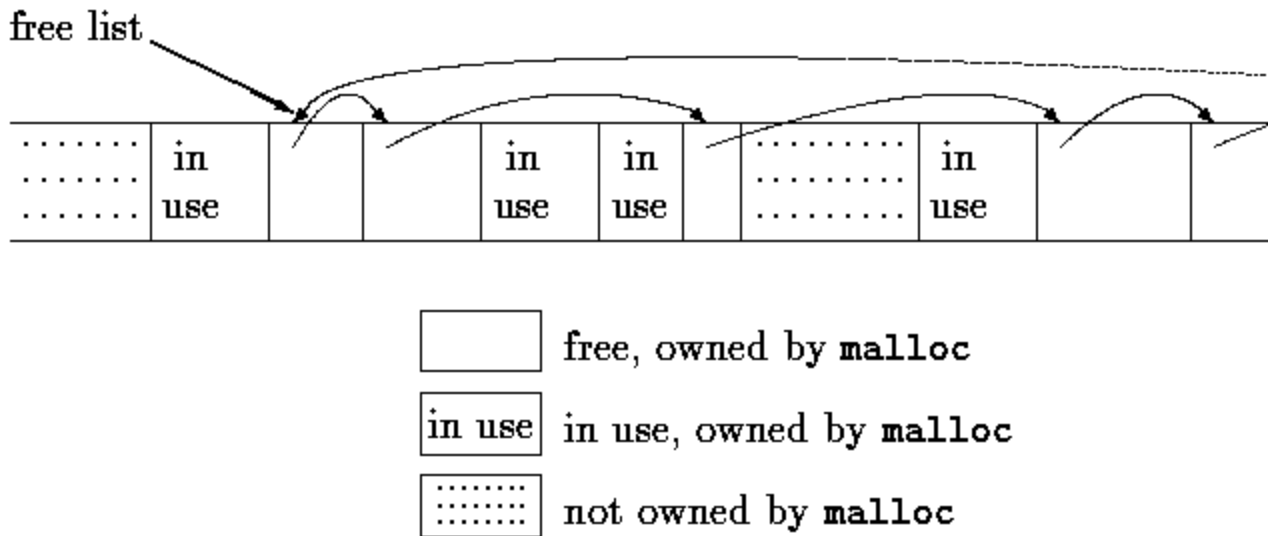 free list
in use
in use
in use
in use
free, owned by malloc
in use
in use, owned by malloc
not owned by malloc